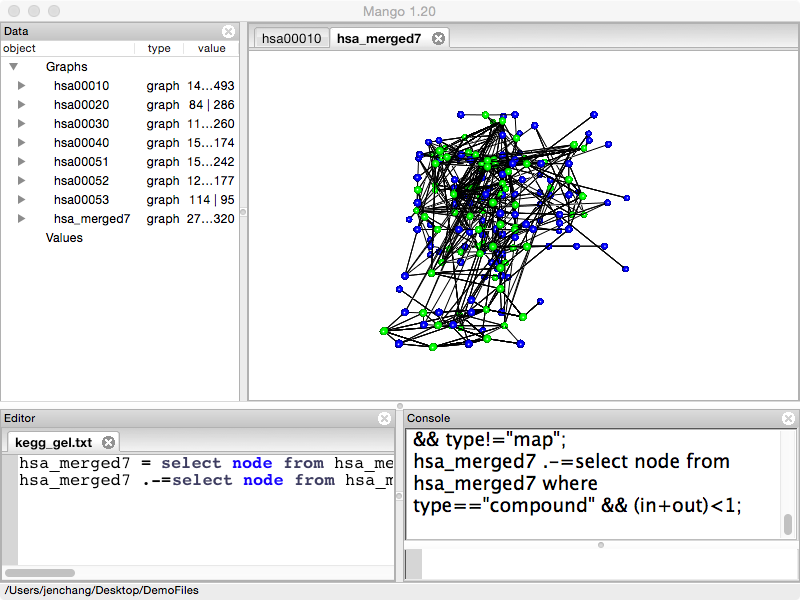 Mango 1.20
Data
object type value
Graphs
hsa00010 graph 14...493
hsa00020 graph 84 | 286
hsa00030 graph 11...260
hsa00040 graph 15...174
hsa00051 graph 15...242
hsa00052 graph 12...177
hsa00053 graph 114 | 95
hsa_merged7 graph 27...320
Values
hsa00010 hsa_merged7
Editor
kegg_gel.txt
hsa_merged7 = select node from hsa_me
hsa_merged7 .-=select node from hsa_m
Console
&& type!="map";
hsa_merged7 .-=select node from
hsa_merged7 where
type=="compound" && (in+out)<1;
/Users/jenchang/Desktop/DemoFiles